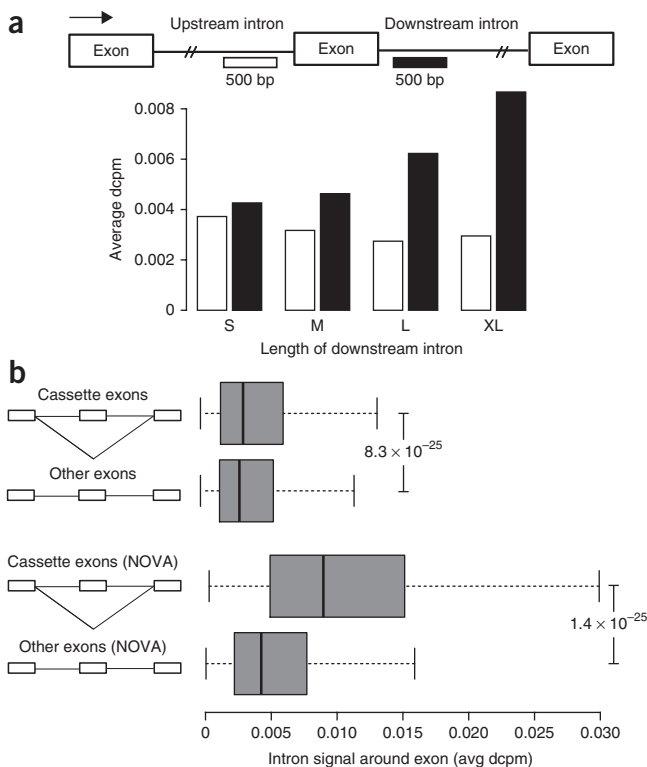 a
Upstream intron Downstream intron
Exon Exon Exon
500 bp 500 bp
Average dcpm
0.008
0.006
0.004
0.002
0
S M L XL
Length of downstream intron
b
Cassette exons
8.3 × 10⁻²⁵
Other exons
Cassette exons (NOVA)
1.4 × 10⁻²⁵
Other exons (NOVA)
0 0.005 0.010 0.015 0.020 0.025 0.030
Intron signal around exon (avg dcpm)